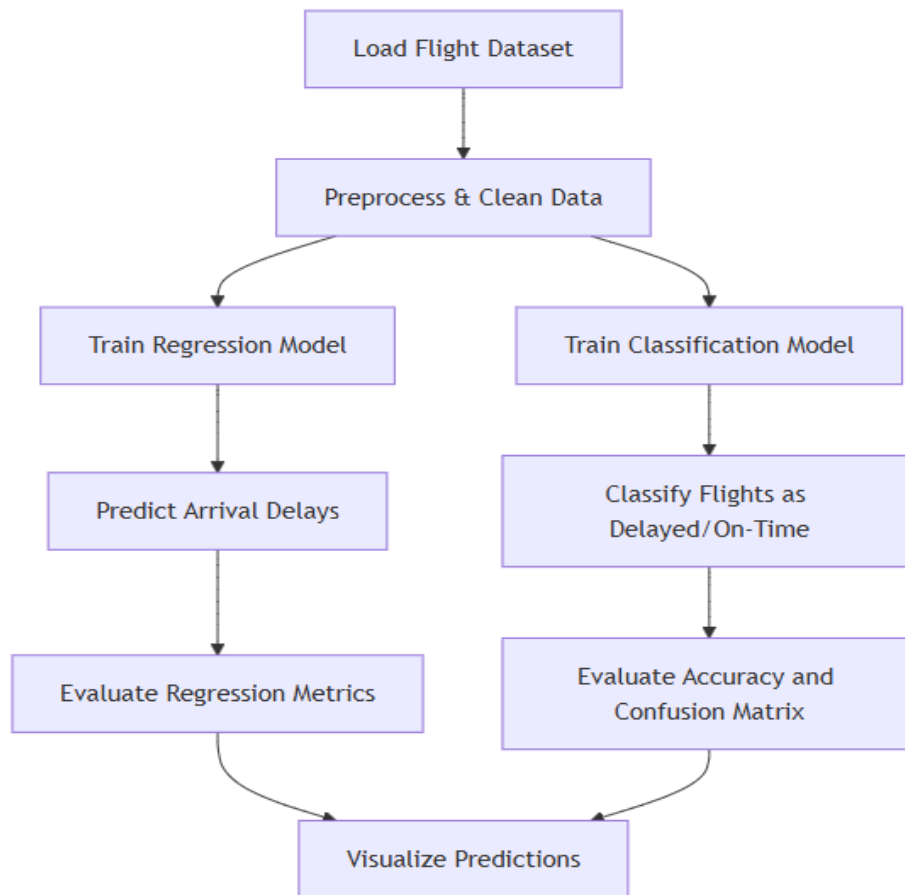 Load Flight Dataset
Preprocess & Clean Data
Train Regression Model
Train Classification Model
Predict Arrival Delays
Classify Flights as
Delayed/On-Time
Evaluate Regression Metrics
Evaluate Accuracy and
Confusion Matrix
Visualize Predictions